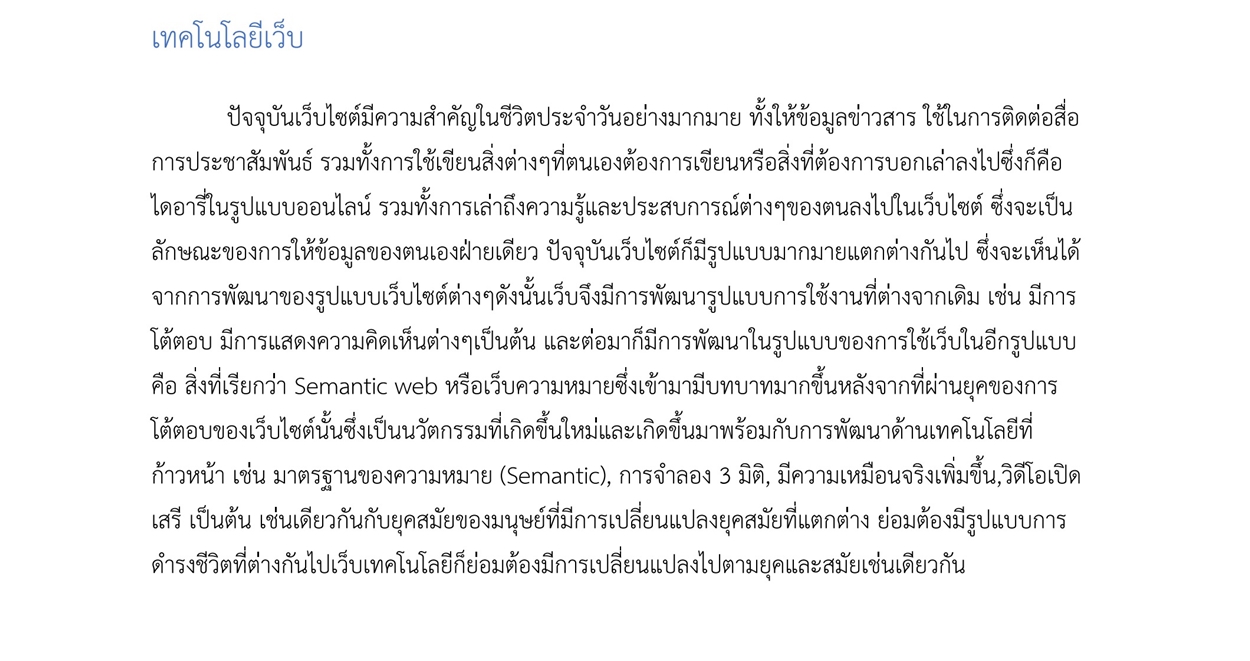 เทคโนโลยีเว็บ
ปัจจุบันเว็บไซต์มีความสำคัญในชีวิตประจำวันอย่างมากมาย ทั้งให้ข้อมูลข่าวสาร ใช้ในการติดต่อสื่อ
การประชาสัมพันธ์ รวมทั้งการใช้เขียนสิ่งต่างๆที่ตนเองต้องการเขียนหรือสิ่งที่ต้องการบอกเล่าลงไปซึ่งก็คือ
ไดอารี่ในรูปแบบออนไลน์ รวมทั้งการเล่าถึงความรู้และประสบการณ์ต่างๆของตนลงไปในเว็บไซต์ ซึ่งจะเป็น
ลักษณะของการให้ข้อมูลของตนเองฝ่ายเดียว ปัจจุบันเว็บไซต์ก็มีรูปแบบมากมายแตกต่างกันไป ซึ่งจะเห็นได้
จากการพัฒนาของรูปแบบเว็บไซต์ต่างๆดังนั้นเว็บจึงมีการพัฒนารูปแบบการใช้งานที่ต่างจากเดิม เช่น มีการ
โต้ตอบ มีการแสดงความคิดเห็นต่างๆเป็นต้น และต่อมาก็มีการพัฒนาในรูปแบบของการใช้เว็บในอีกรูปแบบ
คือ สิ่งที่เรียกว่า Semantic web หรือเว็บความหมายซึ่งเข้ามามีบทบาทมากขึ้นหลังจากที่ผ่านยุคของการ
โต้ตอบของเว็บไซต์นั้นซึ่งเป็นนวัตกรรมที่เกิดขึ้นใหม่และเกิดขึ้นมาพร้อมกับการพัฒนาด้านเทคโนโลยีที่
ก้าวหน้า เช่น มาตรฐานของความหมาย (Semantic), การจำลอง 3 มิติ, มีความเหมือนจริงเพิ่มขึ้น,วิดีโอเปิด
เสรี เป็นต้น เช่นเดียวกันกับยุคสมัยของมนุษย์ที่มีการเปลี่ยนแปลงยุคสมัยที่แตกต่าง ย่อมต้องมีรูปแบบการ
ดำรงชีวิตที่ต่างกันไปเว็บเทคโนโลยีก็ย่อมต้องมีการเปลี่ยนแปลงไปตามยุคและสมัยเช่นเดียวกัน